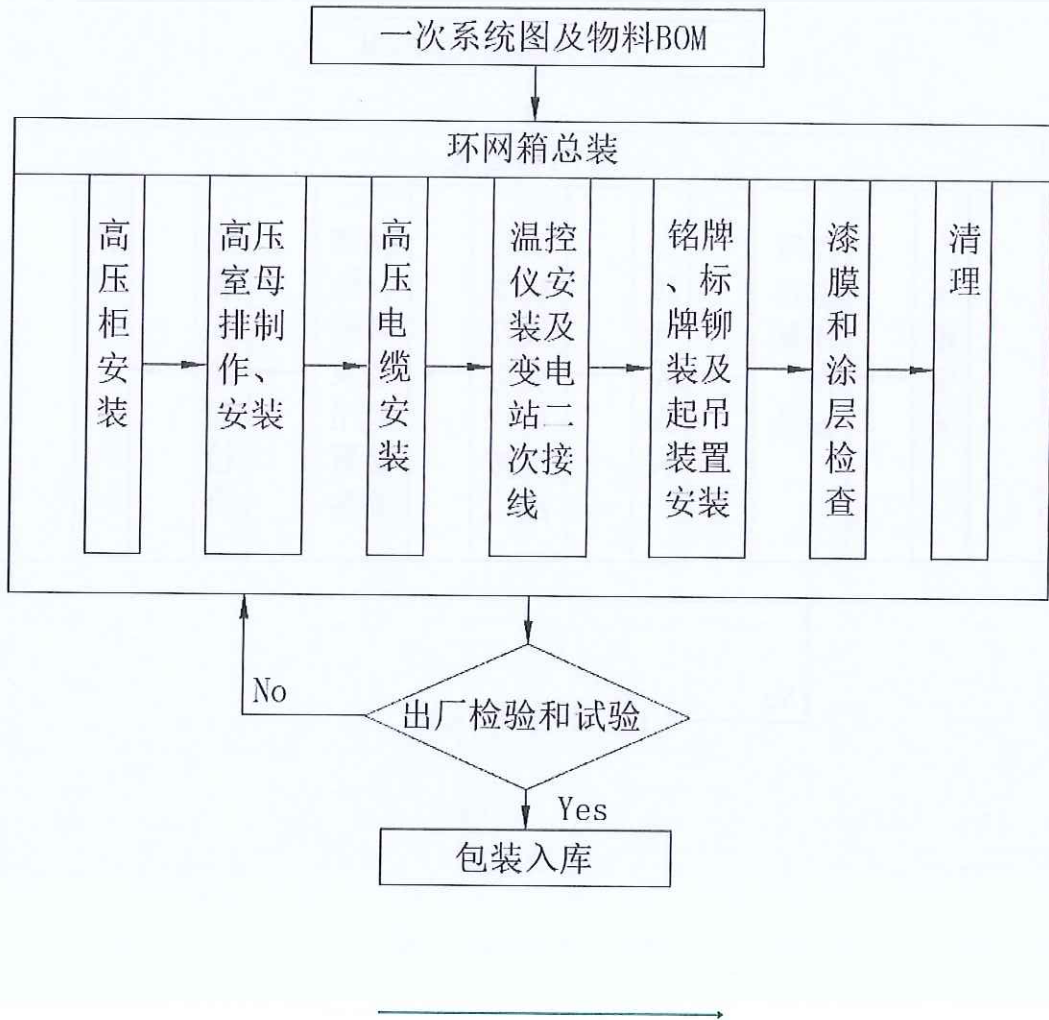 一次系统图及物料BOM
环网箱总装
高压柜安装
高压
室母
排制
作、
安装
高压电缆安装
温控
仪安
装及
变电
站二
次接
线
铭牌
、标
牌铆
装及
起吊
装置
安装
漆膜和涂层检查
清理
No
出厂检验和试验
Yes
包装入库